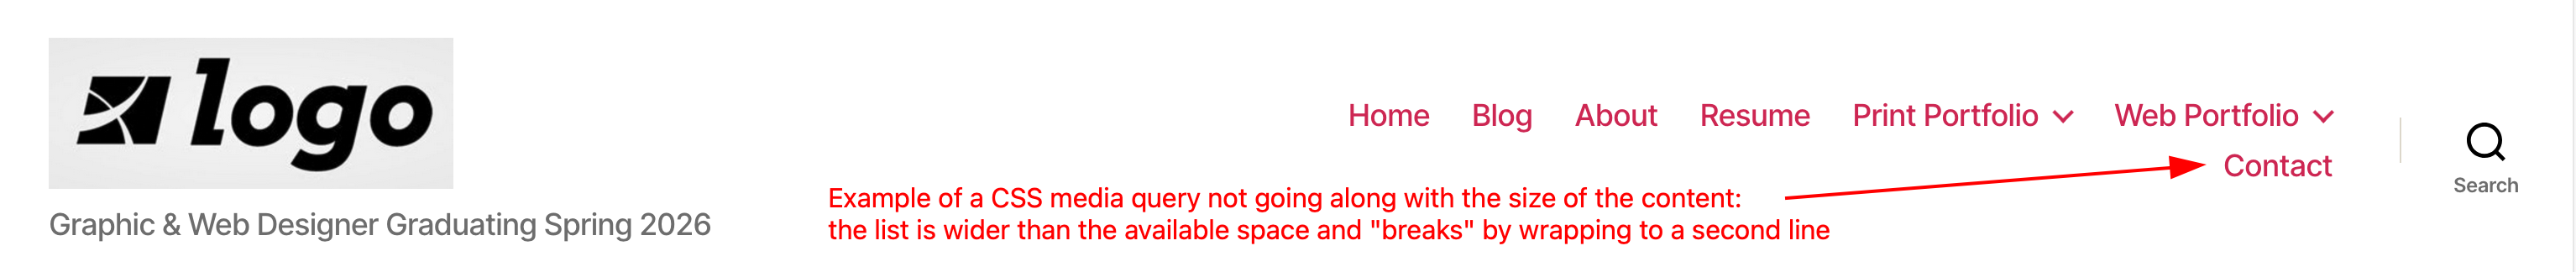 logo
Home Blog About Resume Print Portfolio Web Portfolio
Contact
Search
Graphic & Web Designer Graduating Spring 2026
Example of a CSS media query not going along with the size of the content:
the list is wider than the available space and "breaks" by wrapping to a second line